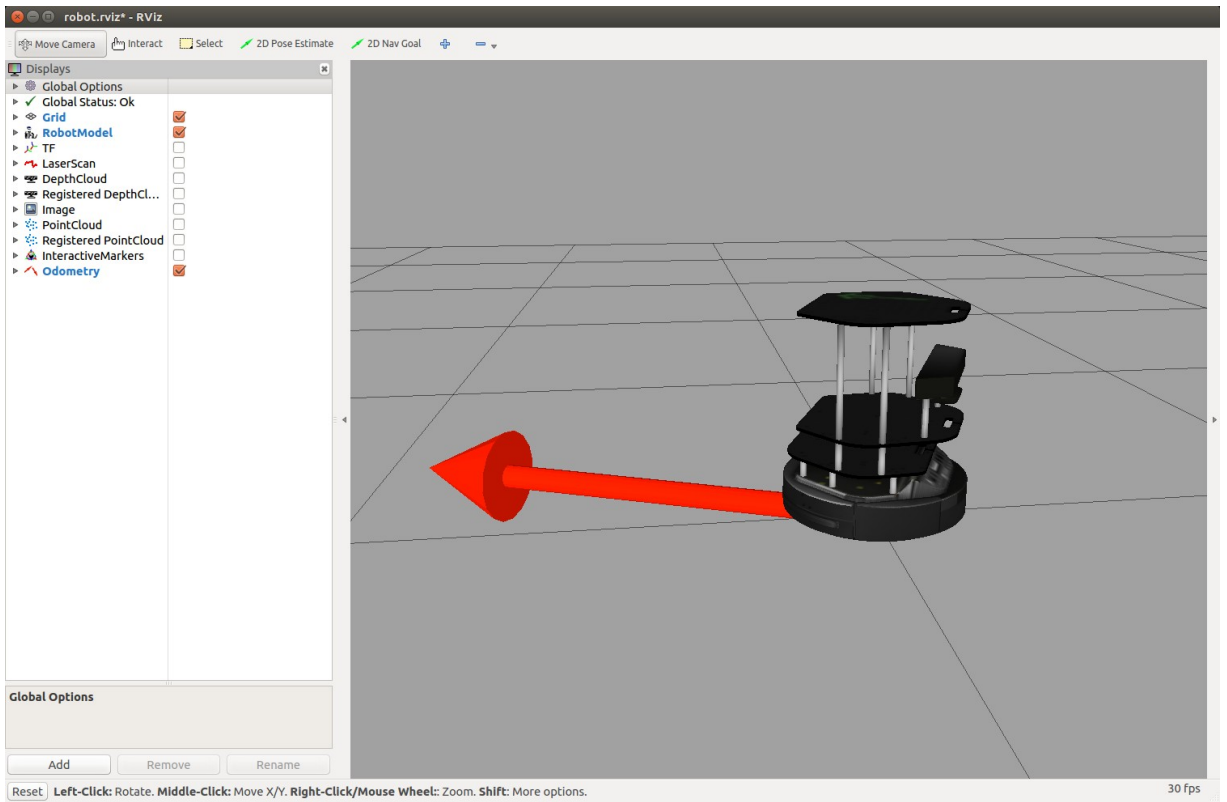 robot.rviz* - RViz
Move Camera Interact Select 2D Pose Estimate 2D Nav Goal
Displays
Global Options
Global Status: Ok
Grid
RobotModel
TF
LaserScan
DepthCloud
Registered DepthCl...
Image
PointCloud
Registered PointCloud
InteractiveMarkers
Odometry
Global Options
Add Remove Rename
Reset Left-Click: Rotate. Middle-Click: Move X/Y. Right-Click/Mouse Wheel:: Zoom. Shift: More options. 30 fps